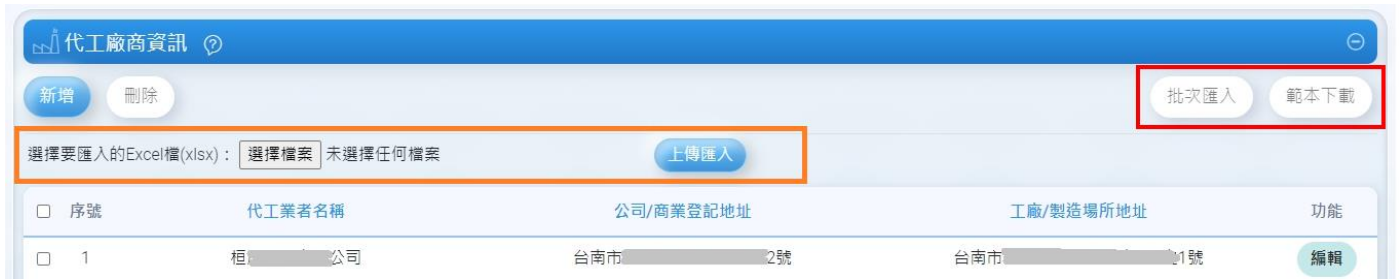 代工廠商資訊 ?
新增 刪除 批次匯入 範本下載
選擇要匯入的Excel檔(xlsx)： 選擇檔案 未選擇任何檔案 上傳匯入
序號 代工業者名稱 公司/商業登記地址 工廠/製造場所地址 功能
1 桓 公司 台南市 2號 台南市 1號 編輯